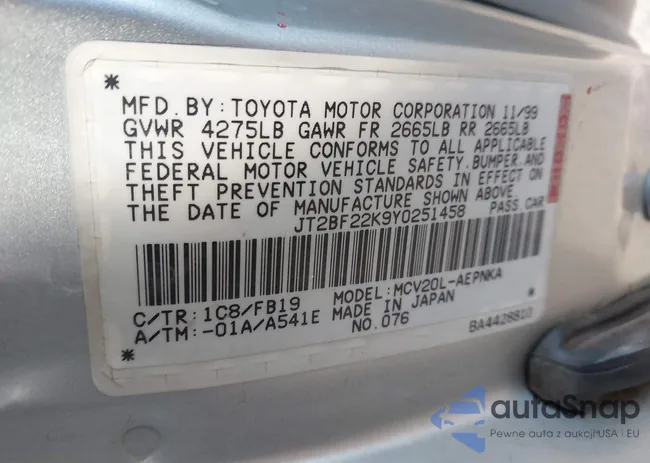 *
MFD. BY: TOYOTA MOTOR CORPORATION 11/99
GVWR 4275LB GAWR FR 2665LB RR 2665LB
THIS VEHICLE CONFORMS TO ALL APPLICABLE
FEDERAL MOTOR VEHICLE SAFETY,BUMPER,AND
THEFT PREVENTION STANDARDS IN EFFECT ON
THE DATE OF MANUFACTURE SHOWN ABOVE.
JT2BF22K9Y0251458 PASS CAR
C/TR: 1C8/FB19 MODEL: MCV20L-AEPNKA
A/TM: -01A/A541E MADE IN JAPAN
NO.076 BA4428810
*
autaSnap
Pewne auta z aukcji USA i EU